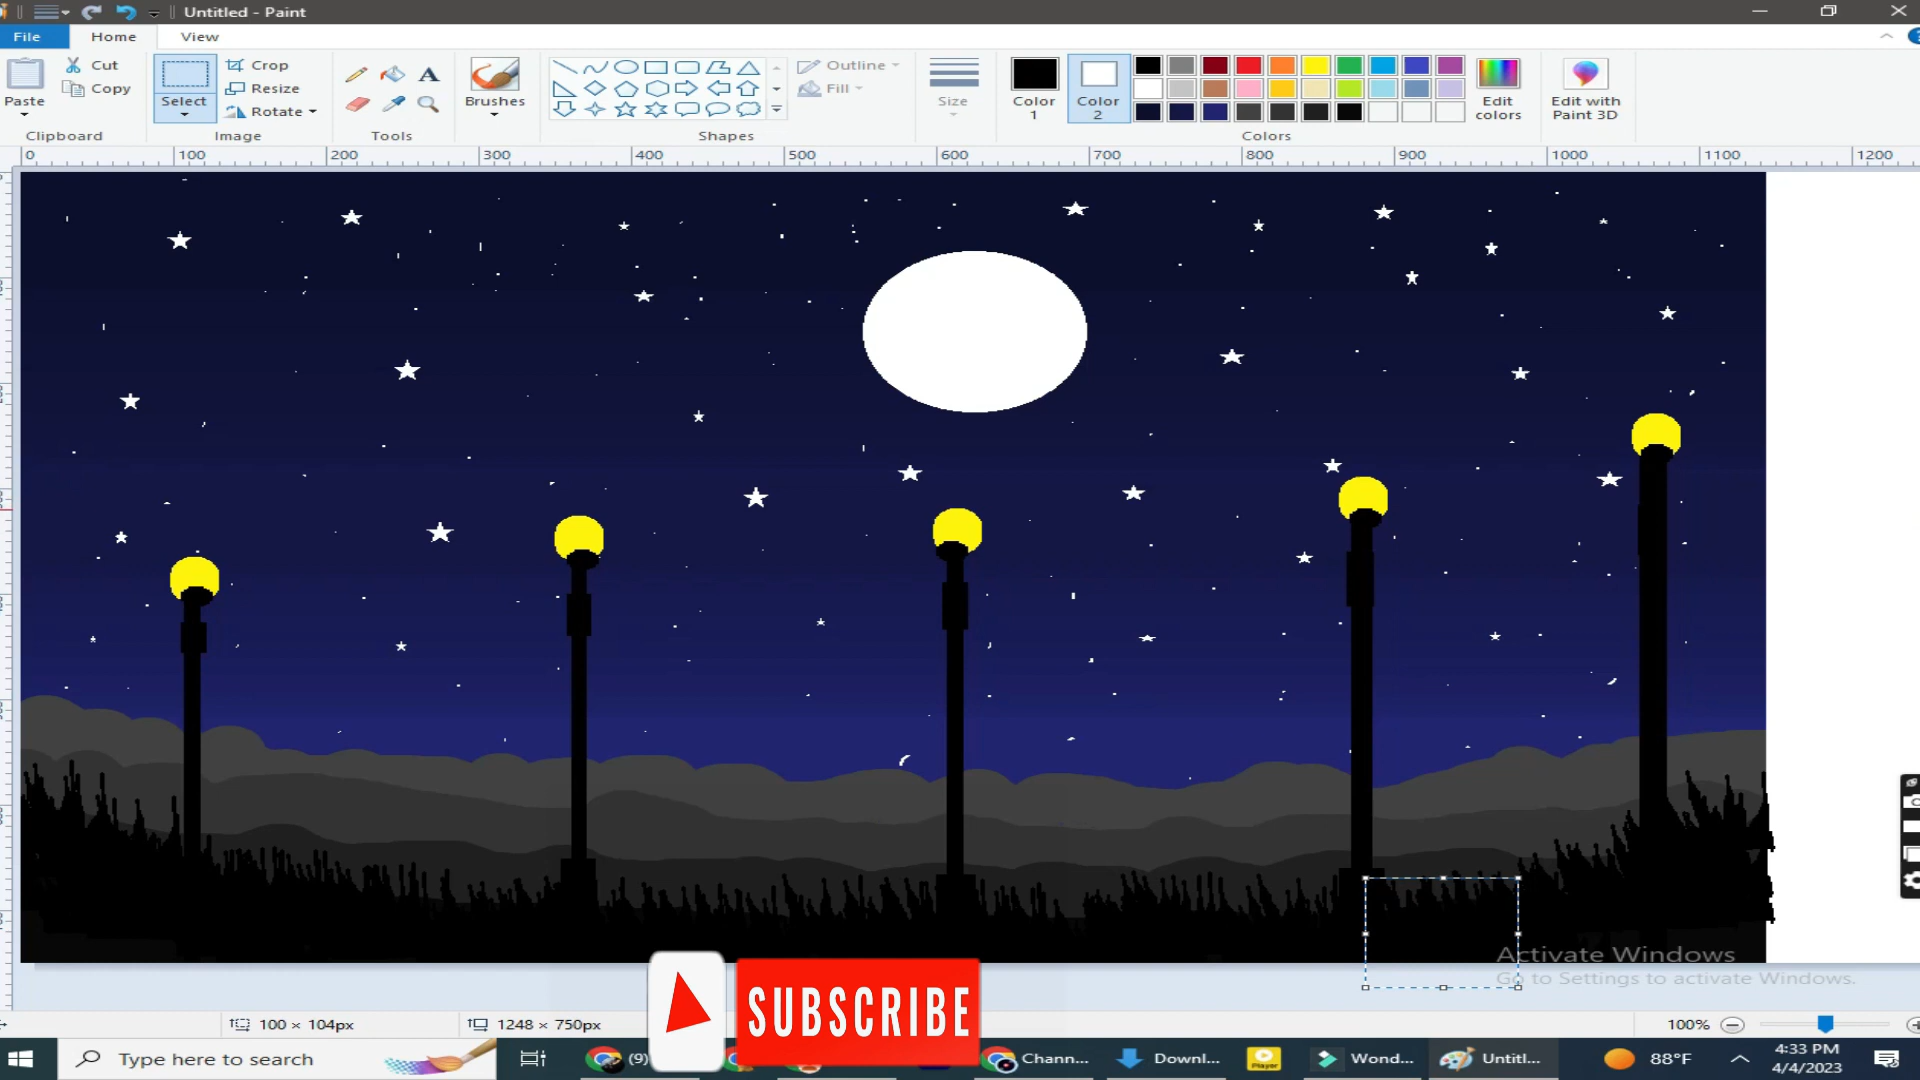 Untitled - Paint
File Home View
Paste
Cut
Copy
Clipboard
Select
Crop
Resize
Rotate
Image
Tools
Brushes
Shapes
Outline
Fill
Size
Color 1
Color 2
Edit colors
Edit with Paint 3D
Colors
0 100 200 300 400 500 600 700 800 900 1000 1100 1200
Activate Windows
Go to Settings to activate Windows.
SUBSCRIBE
100 × 104px
1248 × 750px
100%
Type here to search
(9)
Chann...
Downl...
Player
Wond...
Untitl...
88°F
4:33 PM
4/4/2023